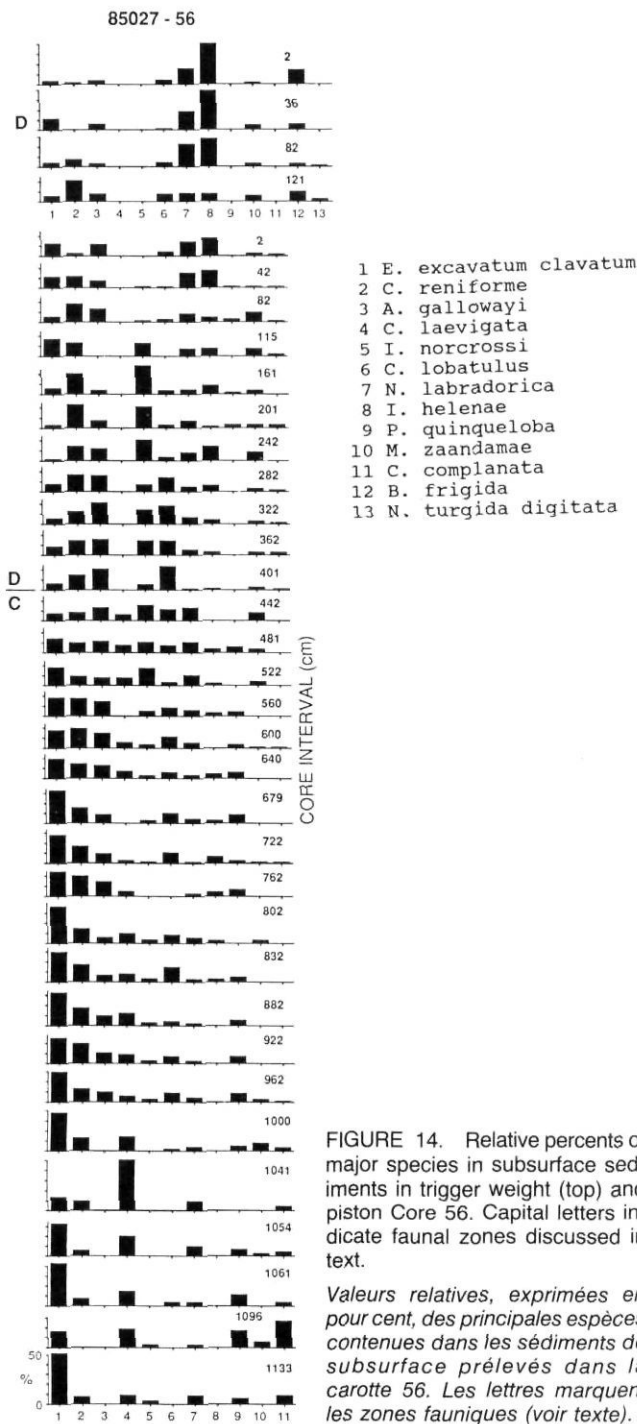 85027 - 56
2
36
D
82
121
1 2 3 4 5 6 7 8 9 10 11 12 13
2
42
82
115
161
201
242
282
322
362
401
D
C
442
481
522
560
600
640
679
722
762
802
832
882
922
962
1000
1041
1054
1061
1096
1133
50
%
0
1 2 3 4 5 6 7 8 9 10 11
CORE INTERVAL (cm)
1 E. excavatum clavatum
2 C. reniforme
3 A. gallowayi
4 C. laevigata
5 I. norcrossi
6 C. lobatulus
7 N. labradorica
8 I. helenae
9 P. quinqueloba
10 M. zaandamae
11 C. complanata
12 B. frigida
13 N. turgida digitata
FIGURE 14. Relative percents o
major species in subsurface sed
iments in trigger weight (top) and
piston Core 56. Capital letters in
dicate faunal zones discussed in
text.
Valeurs relatives, exprimées en
pour cent, des principales espèces
contenues dans les sédiments de
subsurface prélevés dans la
carotte 56. Les lettres marquen
les zones fauniques (voir texte)